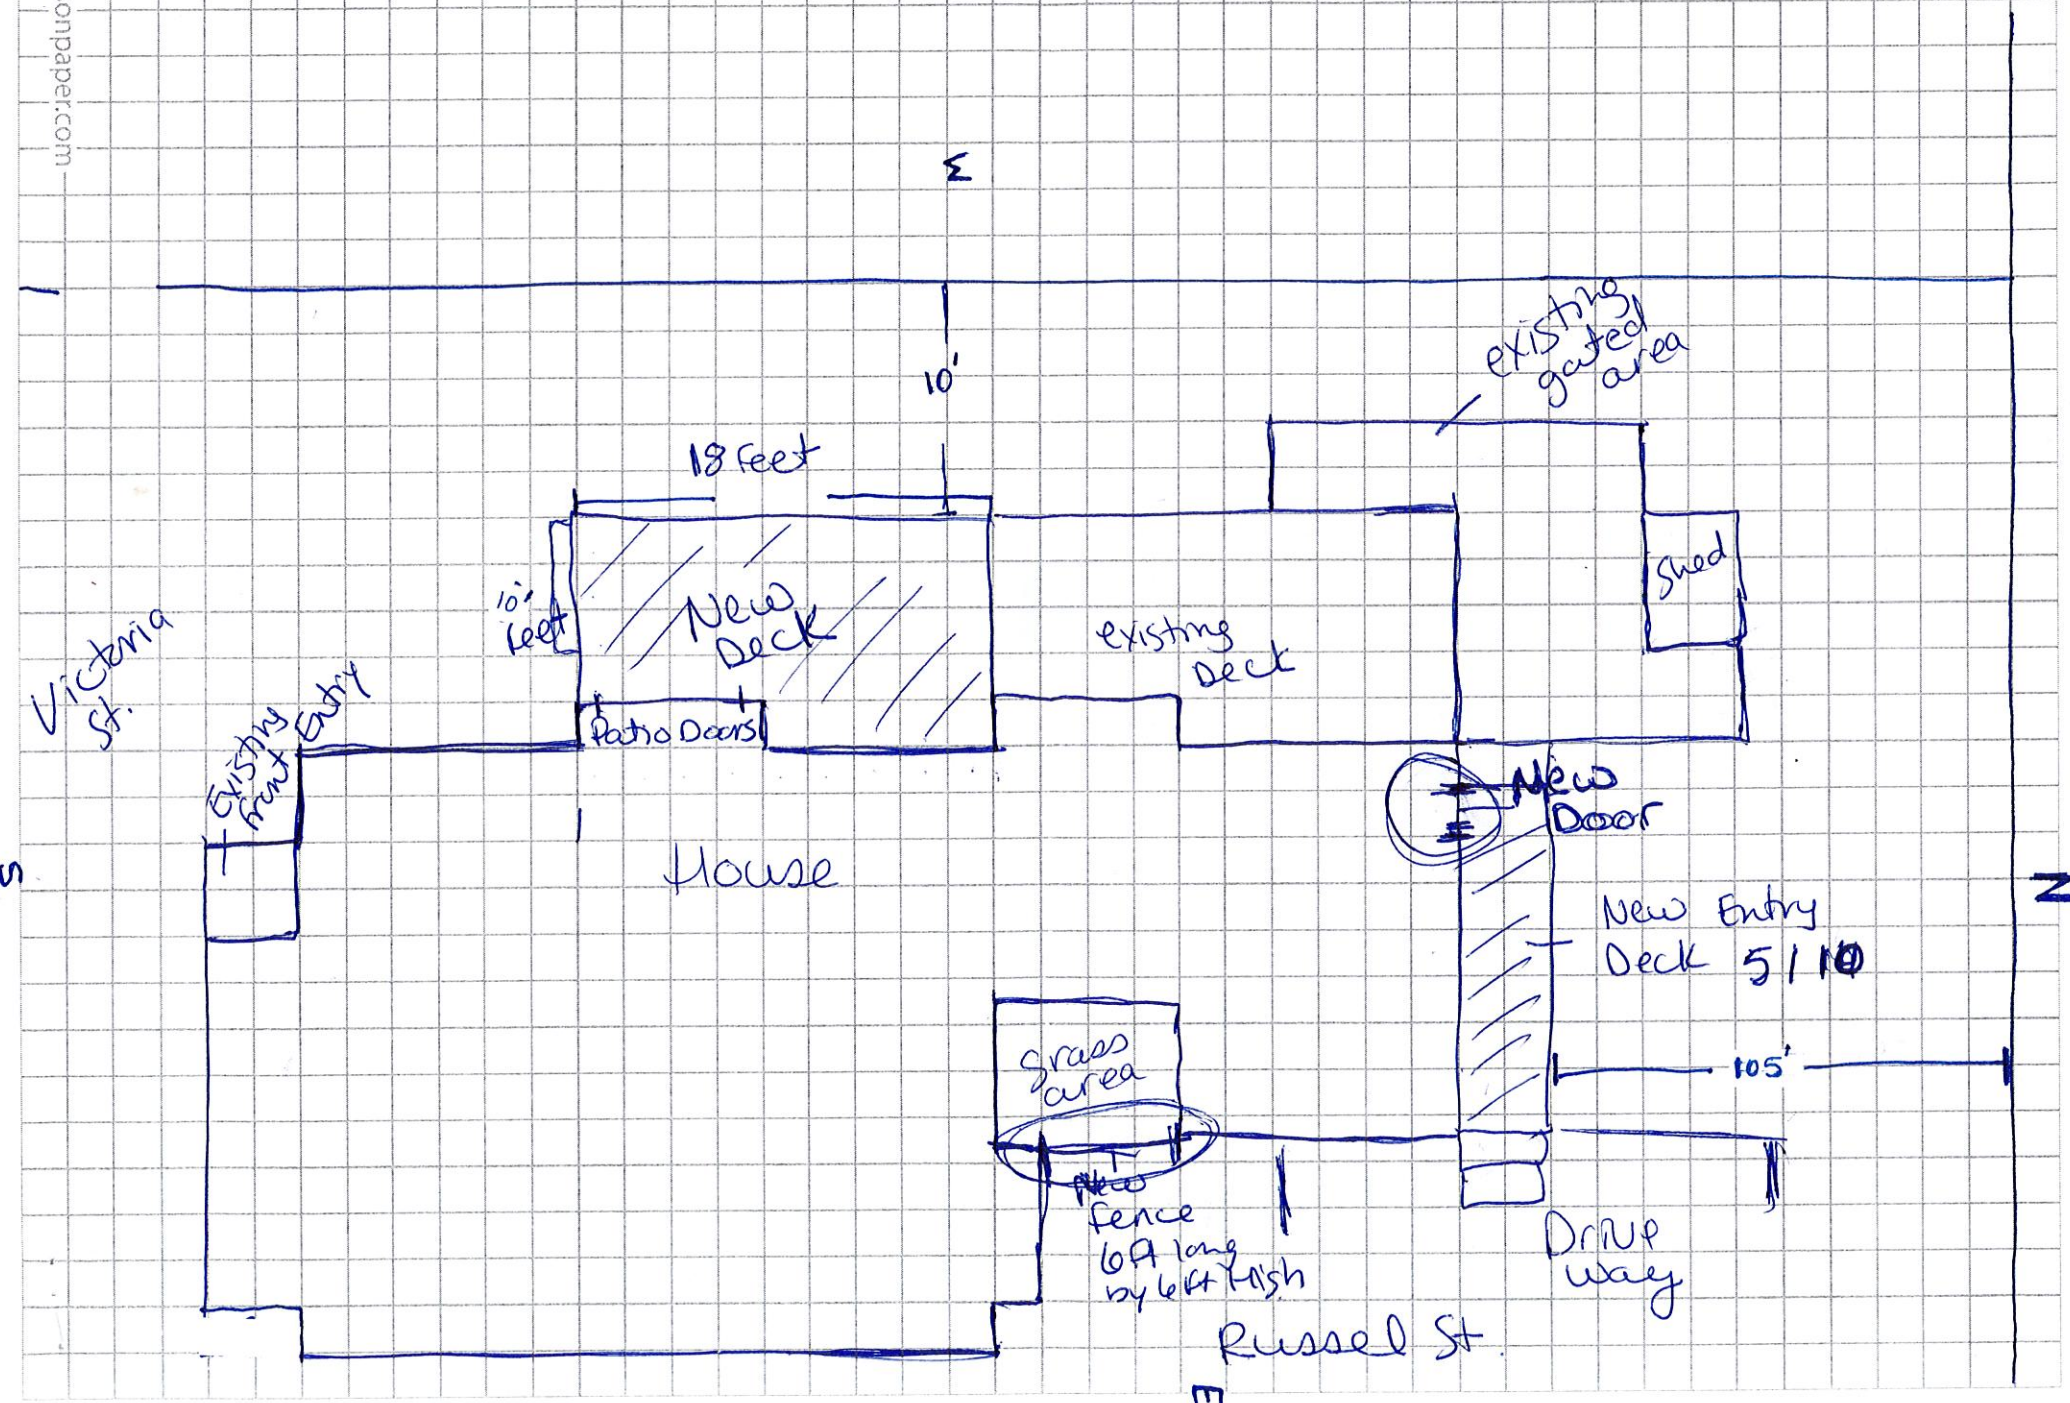 onpaper.com
W
10'
existing
gated
area
18 Feet
10'
Feet
New
Deck
existing
Deck
Shed
Victoria
St.
Existing
Front Entry
Patio Doors
New
Door
House
S
N
New Entry
Deck 5/10
Grass
area
105'
New
Fence
6ft long
by 6ft High
Drive
way
Russel St.
E